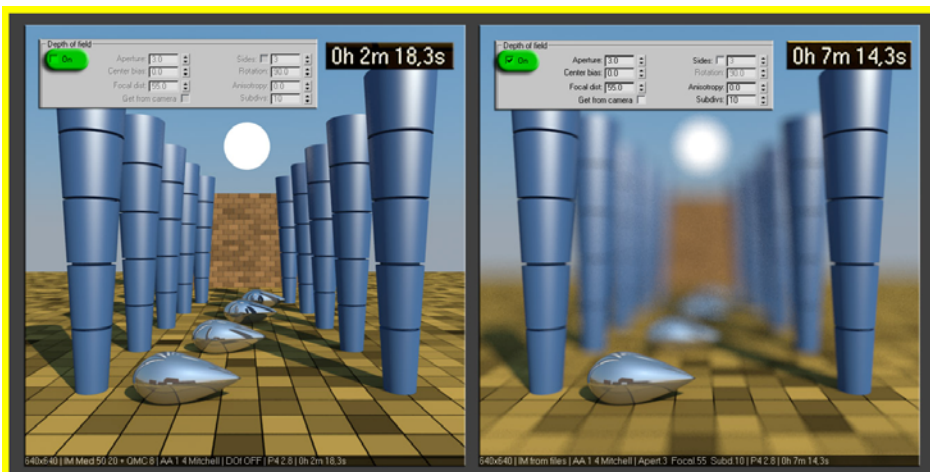 Depth of field
On
Aperture: 3.0
Sides: 3
Center bias: 0.0
Rotation: 90.0
Focal dist: 55.0
Anisotropy: 0.0
Get from camera
Subdivs: 10
0h 2m 18,3s
640x640 | IM Med 50 20 + QMC 8 | AA 1 4 Mitchell | DOf OFF | P4 2.8 | 0h 2m 18,3s
Depth of field
On
Aperture: 3.0
Sides: 3
Center bias: 0.0
Rotation: 90.0
Focal dist: 55.0
Anisotropy: 0.0
Get from camera
Subdivs: 10
0h 7m 14,3s
640x640 | IM from files | AA 1 4 Mitchell | Apert 3 Focal 55 Subd 10 | P4 2.8 | 0h 7m 14.3s